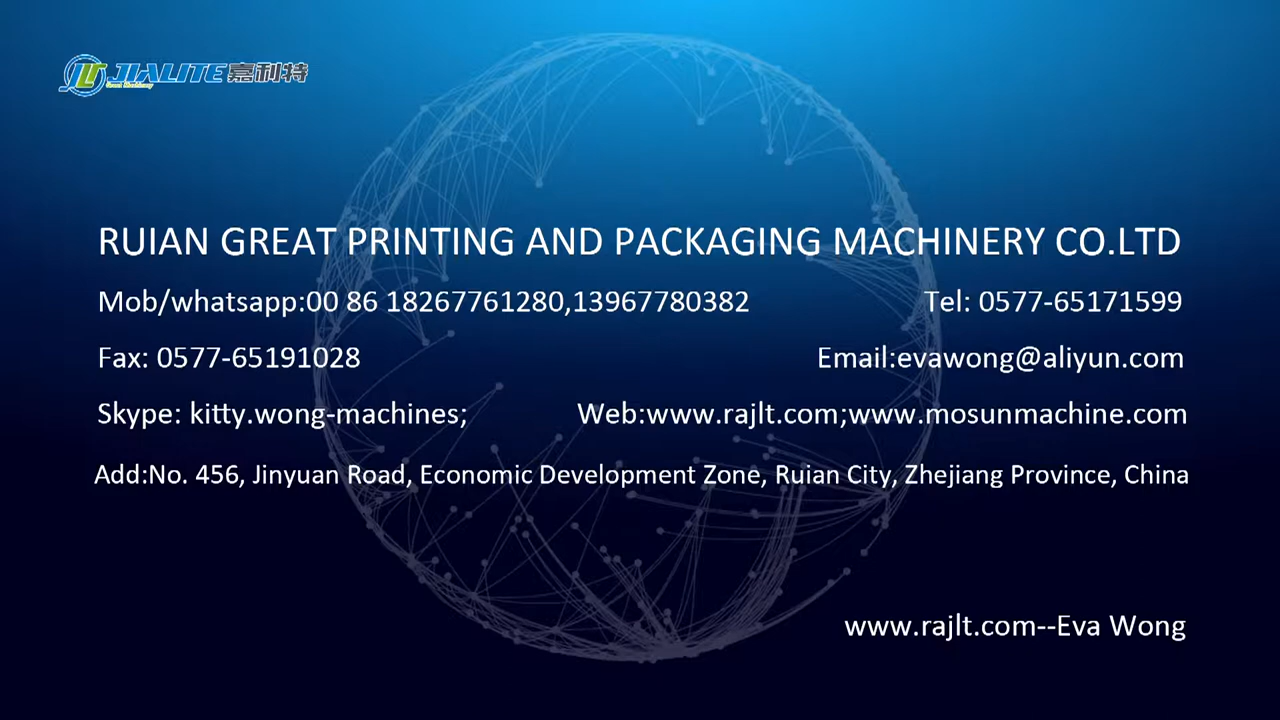 JIALITE嘉利特
Great Machinery
RUIAN GREAT PRINTING AND PACKAGING MACHINERY CO.LTD
Mob/whatsapp:00 86 18267761280,13967780382 Tel: 0577-65171599
Fax: 0577-65191028 Email:evawong@aliyun.com
Skype: kitty.wong-machines; Web:www.rajlt.com;www.mosunmachine.com
Add:No. 456, Jinyuan Road, Economic Development Zone, Ruian City, Zhejiang Province, China
www.rajlt.com--Eva Wong